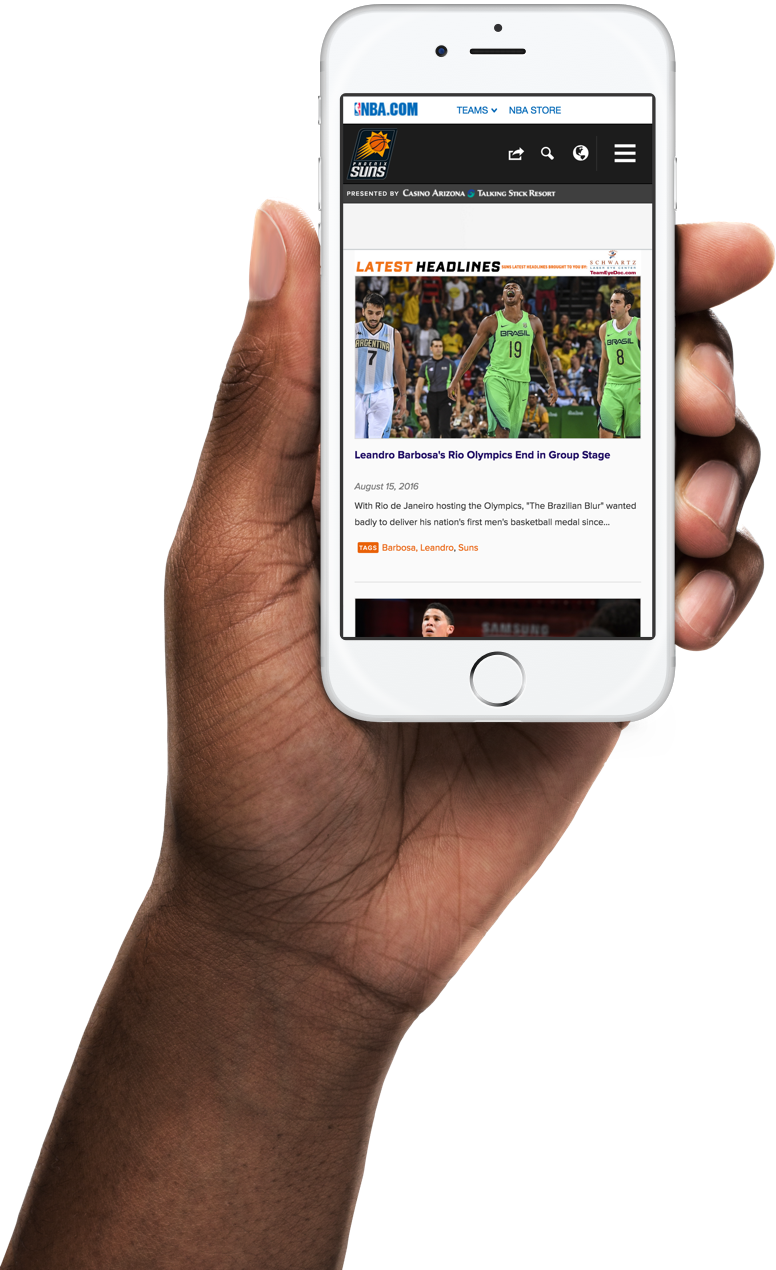 NBA.COM TEAMS NBA STORE
PHOENIX
SUNS
PRESENTED BY CASINO ARIZONA TALKING STICK RESORT
LATEST HEADLINES SUNS LATEST HEADLINES BROUGHT TO YOU BY: SCHWARTZ
LASER EYE CENTER
TeamEyeDoc.com
ARGENTINA
7
BRASIL
19
BRASIL
8
Leandro Barbosa's Rio Olympics End in Group Stage
August 15, 2016
With Rio de Janeiro hosting the Olympics, "The Brazilian Blur" wanted
badly to deliver his nation's first men's basketball medal since...
TAGS Barbosa, Leandro, Suns
SAMSUNG